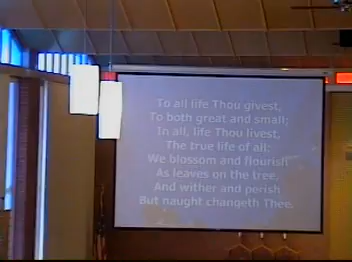 To all life Thou givest,
To both great and small;
In all, life Thou livest,
The true life of all;
We blossom and flourish
As leaves on the tree,
And wither and perish
But naught changeth Thee.